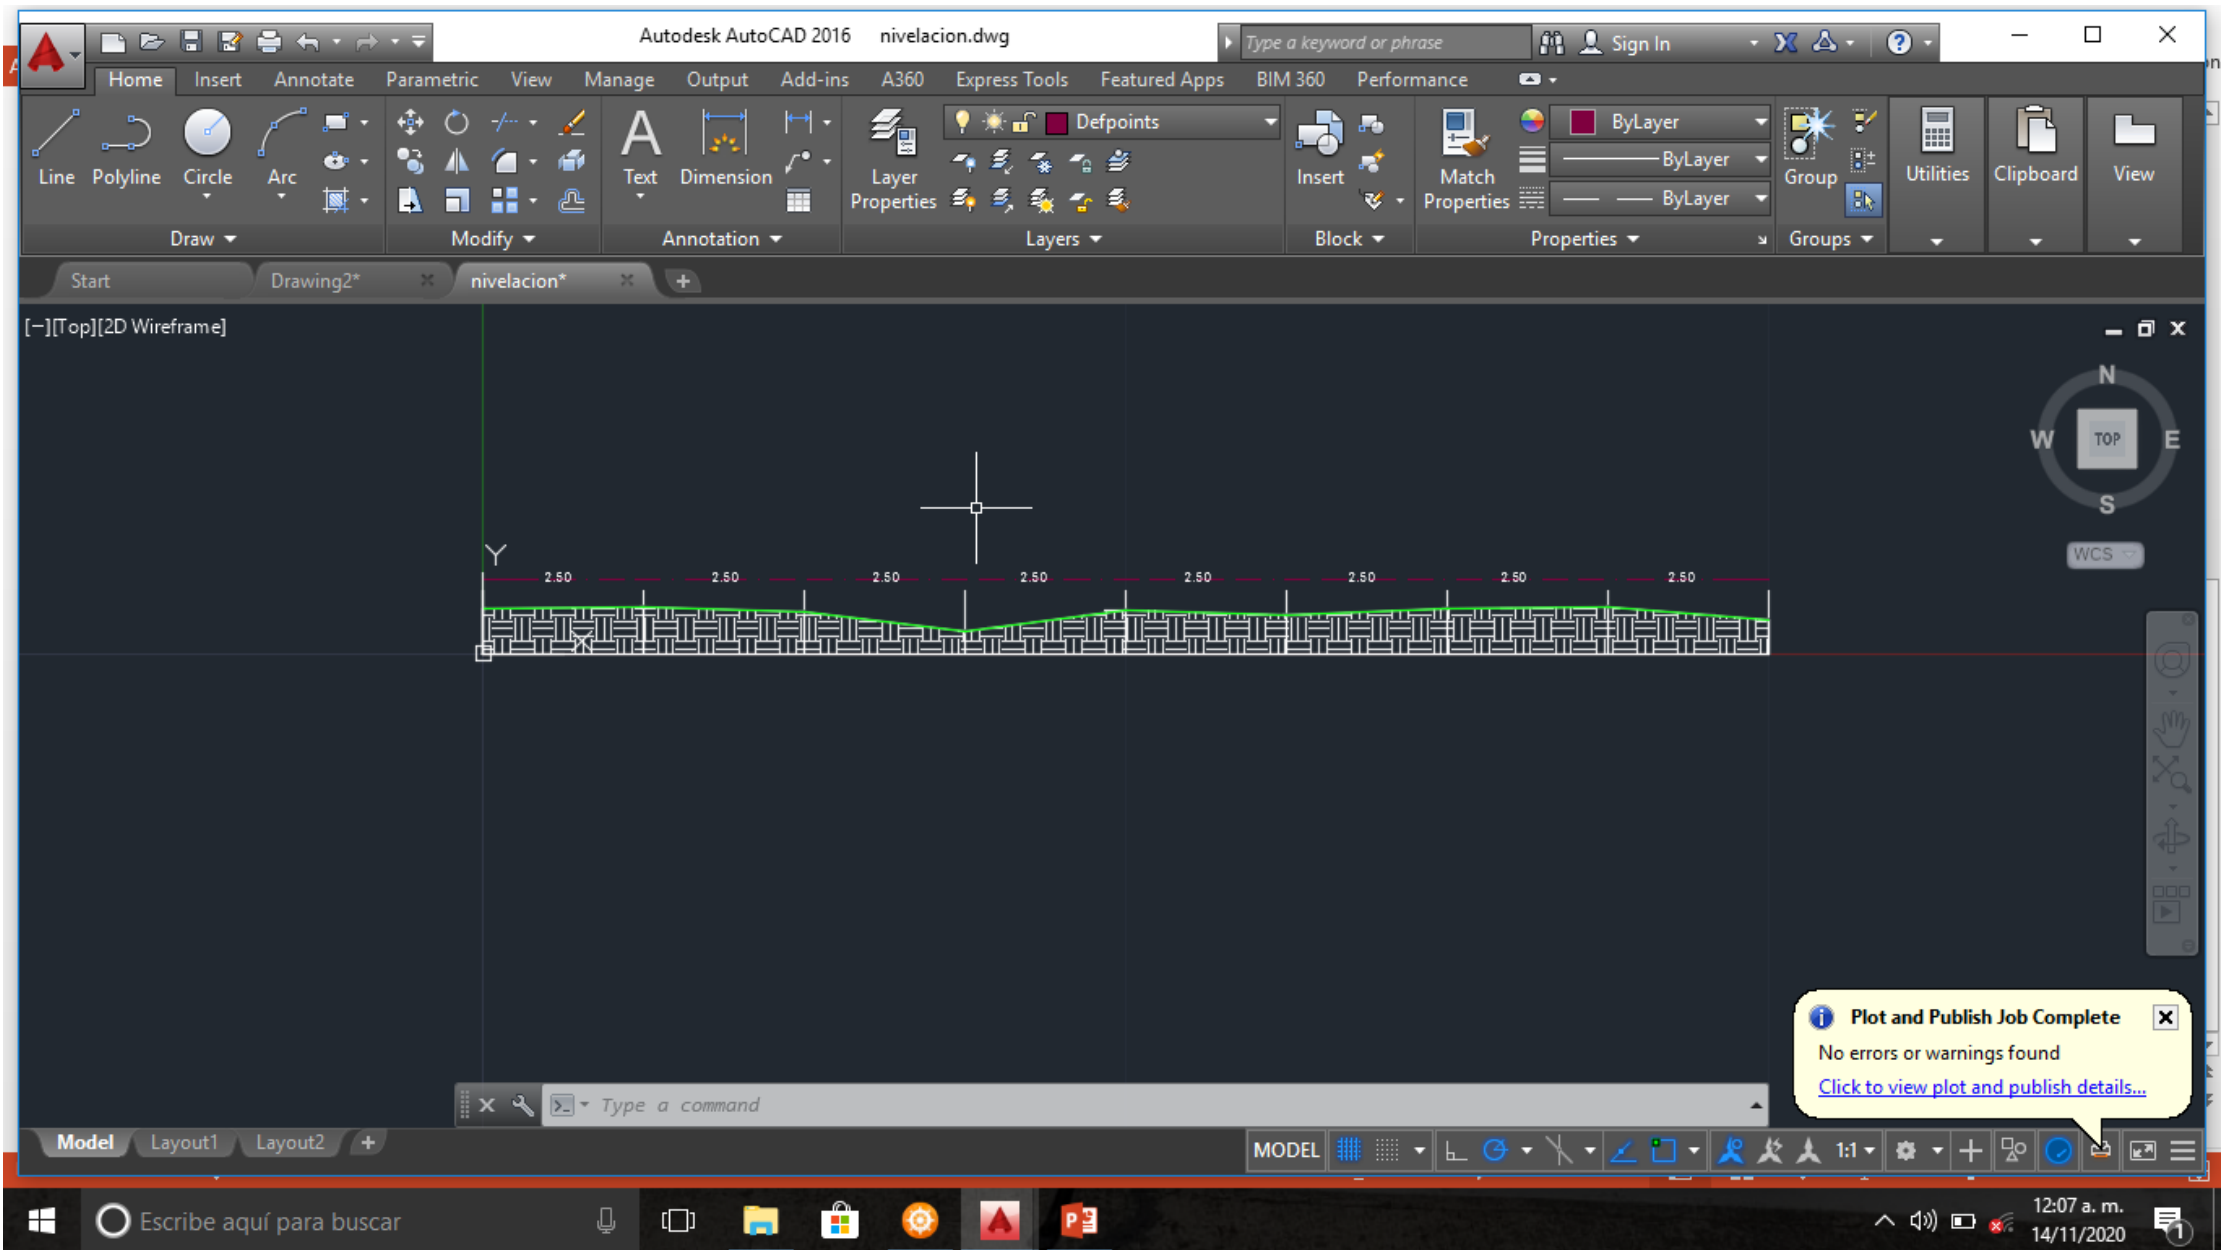 Autodesk AutoCAD 2016 nivelacion.dwg
Type a keyword or phrase
Sign In
Home Insert Annotate Parametric View Manage Output Add-ins A360 Express Tools Featured Apps BIM 360 Performance
Line Polyline Circle Arc
Draw
Modify
Text Dimension
Annotation
Layer Properties
Defpoints
Layers
Insert
Block
Match Properties
ByLayer
ByLayer
ByLayer
Properties
Group
Groups
Utilities
Clipboard
View
Start Drawing2* nivelacion*
[−][Top][2D Wireframe]
N
W TOP E
S
WCS
Y
2.50 2.50 2.50 2.50 2.50 2.50 2.50 2.50
X
Plot and Publish Job Complete
No errors or warnings found
Click to view plot and publish details...
Type a command
Model Layout1 Layout2
MODEL 1:1
Escribe aquí para buscar
12:07 a. m.
14/11/2020
1